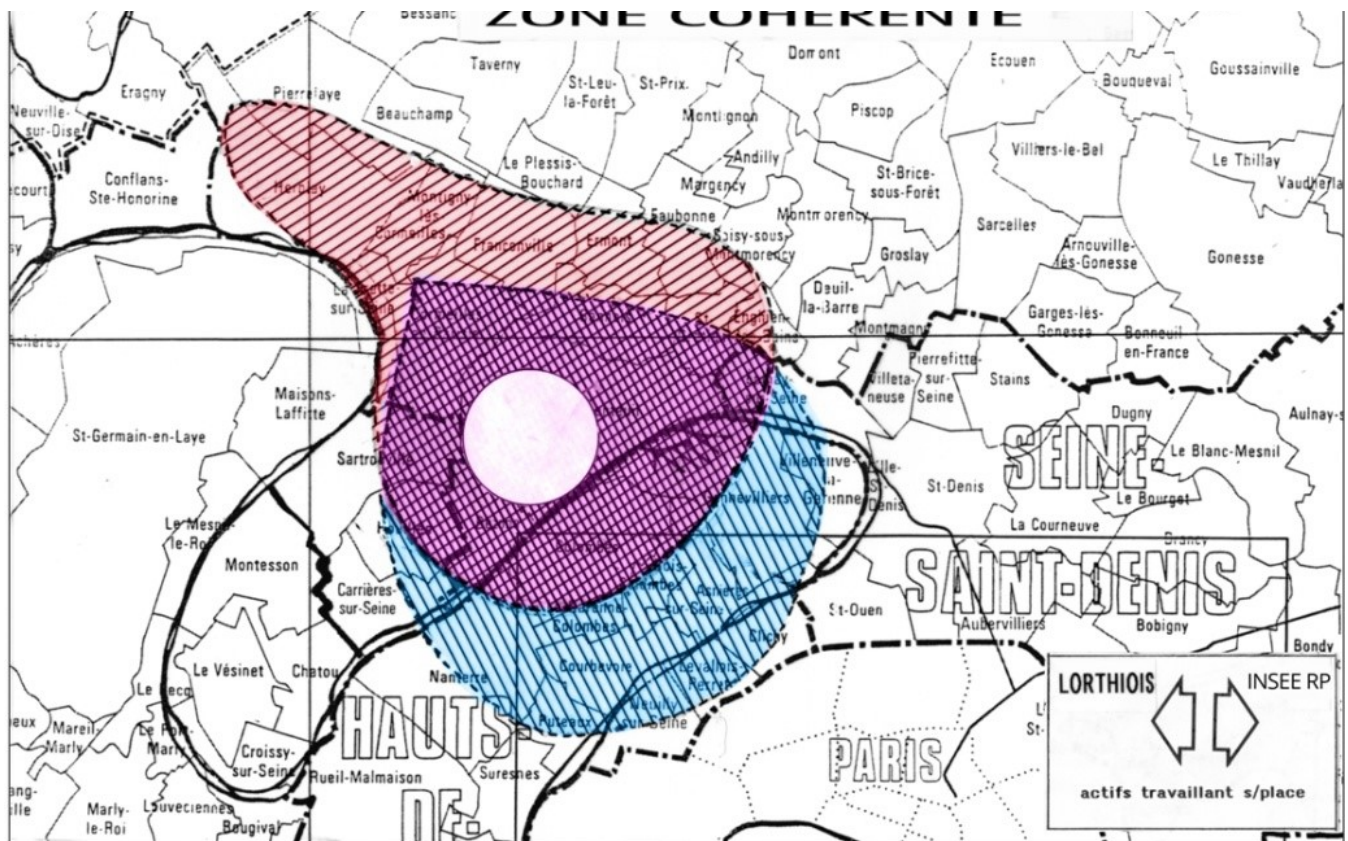 ZONE COHERENTE
Domont
Ecouen
Taverny
Bouqueval
Goussainville
St-Leu-
la-Forêt
St-Prix
Eragny
Pierrelaye
Beauchamp
Piscop
Neuville-
sur-Oise
Montlignon
Villiers-le-Bel
Le Plessis-
Bouchard
Andilly
Le Thillay
Conflans
Ste-Honorine
St-Brice-
sous-Forêt
Margency
Herblay
Montigny
lès
Cormeilles
Montmorency
Sarcelles
Soisy-sous-
Montmorency
Franconville
Ermont
Groslay
Arnouville-
lès-Gonesse
Gonesse
Deuil-
la-Barre
Garges-lès-
Gonesse
Montmagny
Bonneuil
en-France
Pierrefitte-
sur-
Seine
Villeta-
neuse
Stains
Maisons-
Laffitte
Dugny
St-Germain-en-Laye
SEINE
Le Blanc-Mesnil
St-Denis
Le Bourget
La Courneuve
Drancy
Montesson
SAINT-DENIS
Carrières-
sur-Seine
St-Ouen
Aubervilliers
Bobigny
Colombes
Clichy
Bondy
Le Vésinet
Chatou
Courbevoie
Levallois-
Perret
Nanterre
LORTHIOIS
INSEE RP
HAUTS
Puteaux
Neuilly
sur-Seine
Mareil-
Marly
PARIS
Croissy-
sur-Seine
Rueil-Malmaison
Suresnes
actifs travaillant s/place
Marly-
le-Roi
Louveciennes
Bougival
DE-